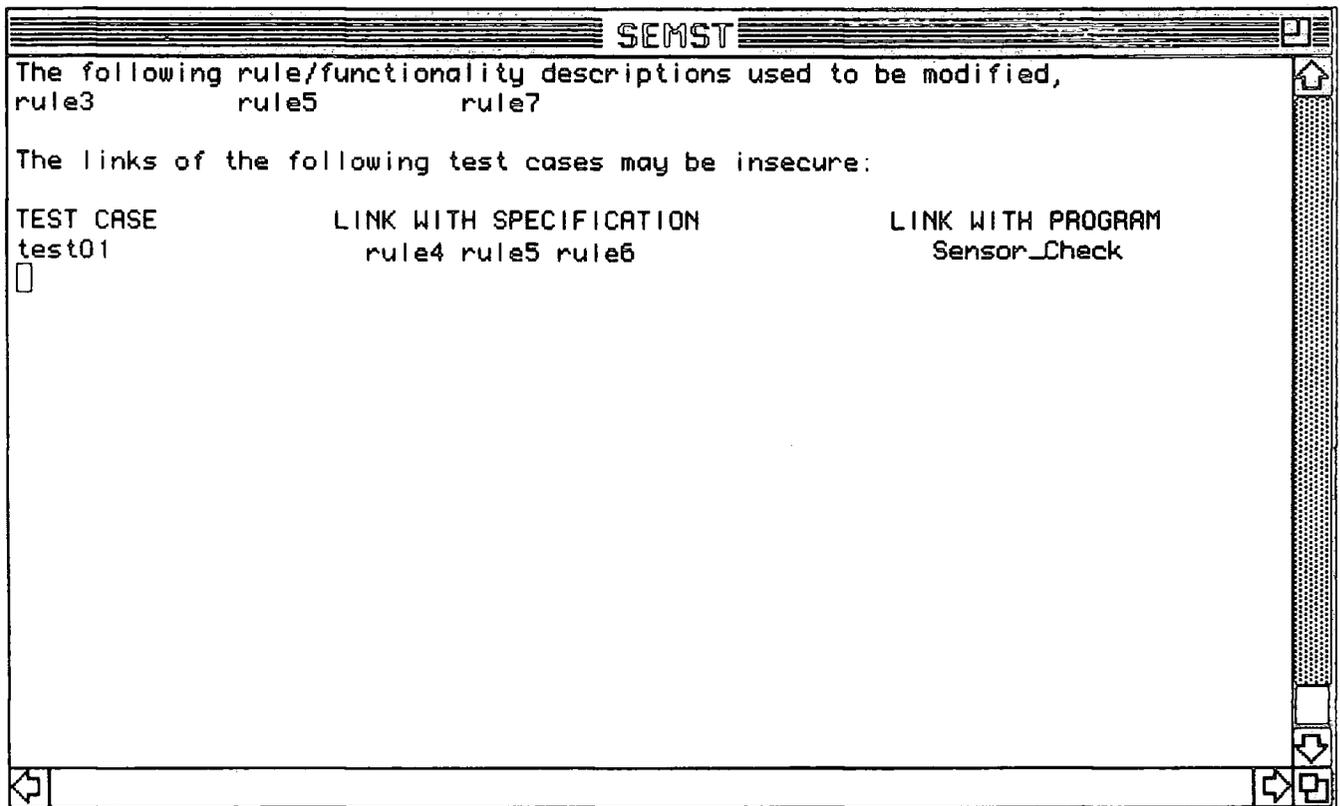 SEMST
The following rule/functionality descriptions used to be modified,
rule3 rule5 rule7
The links of the following test cases may be insecure:
TEST CASE LINK WITH SPECIFICATION LINK WITH PROGRAM
test01 rule4 rule5 rule6 Sensor_Check